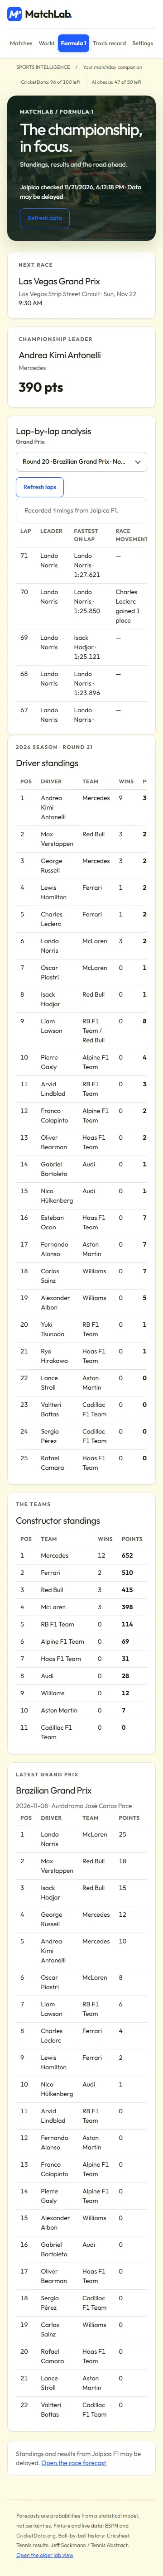 MatchLab.
Matches World Formula 1 Track record Settings
SPORTS INTELLIGENCE / Your matchday companion
CricketData: 96 of 100 left AI checks: 47 of 50 left
MATCHLAB / FORMULA 1
The championship,
in focus.
Standings, results and the road ahead.
Jolpica checked 11/21/2026, 6:12:18 PM · Data
may be delayed
Refresh data
NEXT RACE
Las Vegas Grand Prix
Las Vegas Strip Street Circuit · Sun, Nov 22
9:30 AM
CHAMPIONSHIP LEADER
Andrea Kimi Antonelli
Mercedes
390 pts
Lap-by-lap analysis
Grand Prix
Round 20 · Brazilian Grand Prix · No...
Refresh laps
Recorded timings from Jolpica F1.
LAP LEADER FASTEST ON LAP RACE MOVEMENT
71 Lando Norris Lando Norris · 1:27.621 —
70 Lando Norris Lando Norris · 1:25.850 Charles Leclerc gained 1 place
69 Lando Norris Isack Hadjar · 1:25.121 —
68 Lando Norris Lando Norris · 1:23.896 —
67 Lando Norris Lando Norris · —
2026 SEASON · ROUND 21
Driver standings
POS DRIVER TEAM WINS
1 Andrea Kimi Antonelli Mercedes 9
2 Max Verstappen Red Bull 3
3 George Russell Mercedes 3
4 Lewis Hamilton Ferrari 1
5 Charles Leclerc Ferrari 1
6 Lando Norris McLaren 3
7 Oscar Piastri McLaren 0
8 Isack Hadjar Red Bull 0
9 Liam Lawson RB F1 Team / Red Bull 0
10 Pierre Gasly Alpine F1 Team 0
11 Arvid Lindblad RB F1 Team 0
12 Franco Colapinto Alpine F1 Team 0
13 Oliver Bearman Haas F1 Team 0
14 Gabriel Bortoleto Audi 0
15 Nico Hülkenberg Audi 0
16 Esteban Ocon Haas F1 Team 0 7
17 Fernando Alonso Aston Martin 0 7
18 Carlos Sainz Williams 0 7
19 Alexander Albon Williams 0 5
20 Yuki Tsunoda RB F1 Team 0 1
21 Ryo Hirakawa Haas F1 Team 0 1
22 Lance Stroll Aston Martin 0 0
23 Valtteri Bottas Cadillac F1 Team 0 0
24 Sergio Pérez Cadillac F1 Team 0 0
25 Rafael Camara Haas F1 Team 0 0
THE TEAMS
Constructor standings
POS TEAM WINS POINTS
1 Mercedes 12 652
2 Ferrari 2 510
3 Red Bull 3 415
4 McLaren 3 398
5 RB F1 Team 0 114
6 Alpine F1 Team 0 69
7 Haas F1 Team 0 31
8 Audi 0 28
9 Williams 0 12
10 Aston Martin 0 7
11 Cadillac F1 Team 0 0
LATEST GRAND PRIX
Brazilian Grand Prix
2026-11-08 · Autódromo José Carlos Pace
POS DRIVER TEAM POINTS
1 Lando Norris McLaren 25
2 Max Verstappen Red Bull 18
3 Isack Hadjar Red Bull 15
4 George Russell Mercedes 12
5 Andrea Kimi Antonelli Mercedes 10
6 Oscar Piastri McLaren 8
7 Liam Lawson RB F1 Team 6
8 Charles Leclerc Ferrari 4
9 Lewis Hamilton Ferrari 2
10 Nico Hülkenberg Audi 1
11 Arvid Lindblad RB F1 Team 0
12 Fernando Alonso Aston Martin 0
13 Franco Colapinto Alpine F1 Team 0
14 Pierre Gasly Alpine F1 Team 0
15 Alexander Albon Williams 0
16 Gabriel Bortoleto Audi 0
17 Oliver Bearman Haas F1 Team 0
18 Sergio Pérez Cadillac F1 Team 0
19 Carlos Sainz Williams 0
20 Rafael Camara Haas F1 Team 0
21 Lance Stroll Aston Martin 0
22 Valtteri Bottas Cadillac F1 Team 0
Standings and results from Jolpica F1 may be
delayed. Open the race forecast
Forecasts are probabilities from a statistical model,
not certainties. Fixture and live data: ESPN and
CricketData.org. Ball-by-ball history: Cricsheet.
Tennis results: Jeff Sackmann / Tennis Abstract.
Open the older lab view